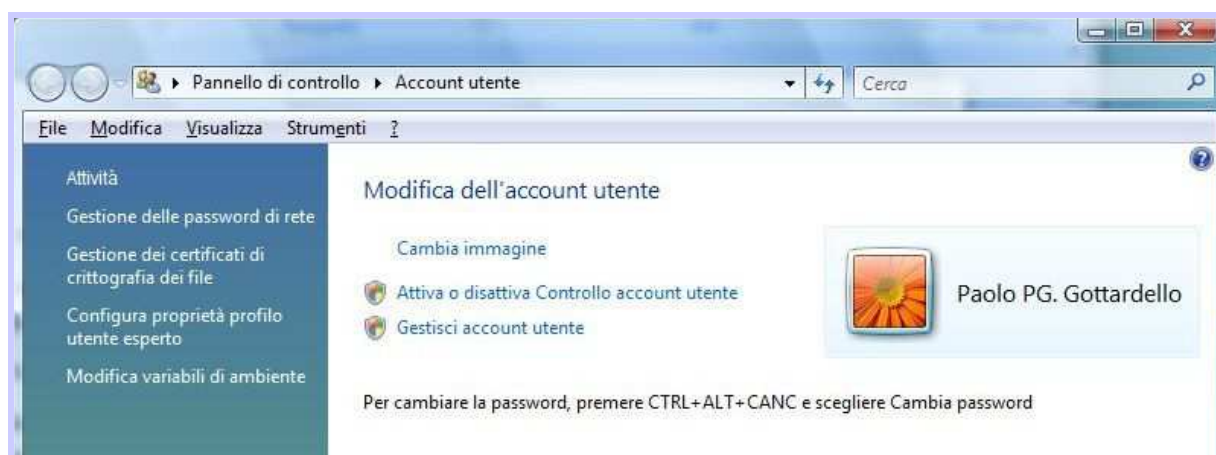 Pannello di controllo ▸ Account utente
Cerca
File Modifica Visualizza Strumenti ?
Attività
Gestione delle password di rete
Gestione dei certificati di
crittografia dei file
Configura proprietà profilo
utente esperto
Modifica variabili di ambiente
Modifica dell'account utente
Cambia immagine
Attiva o disattiva Controllo account utente
Gestisci account utente
Paolo PG. Gottardello
Per cambiare la password, premere CTRL+ALT+CANC e scegliere Cambia password